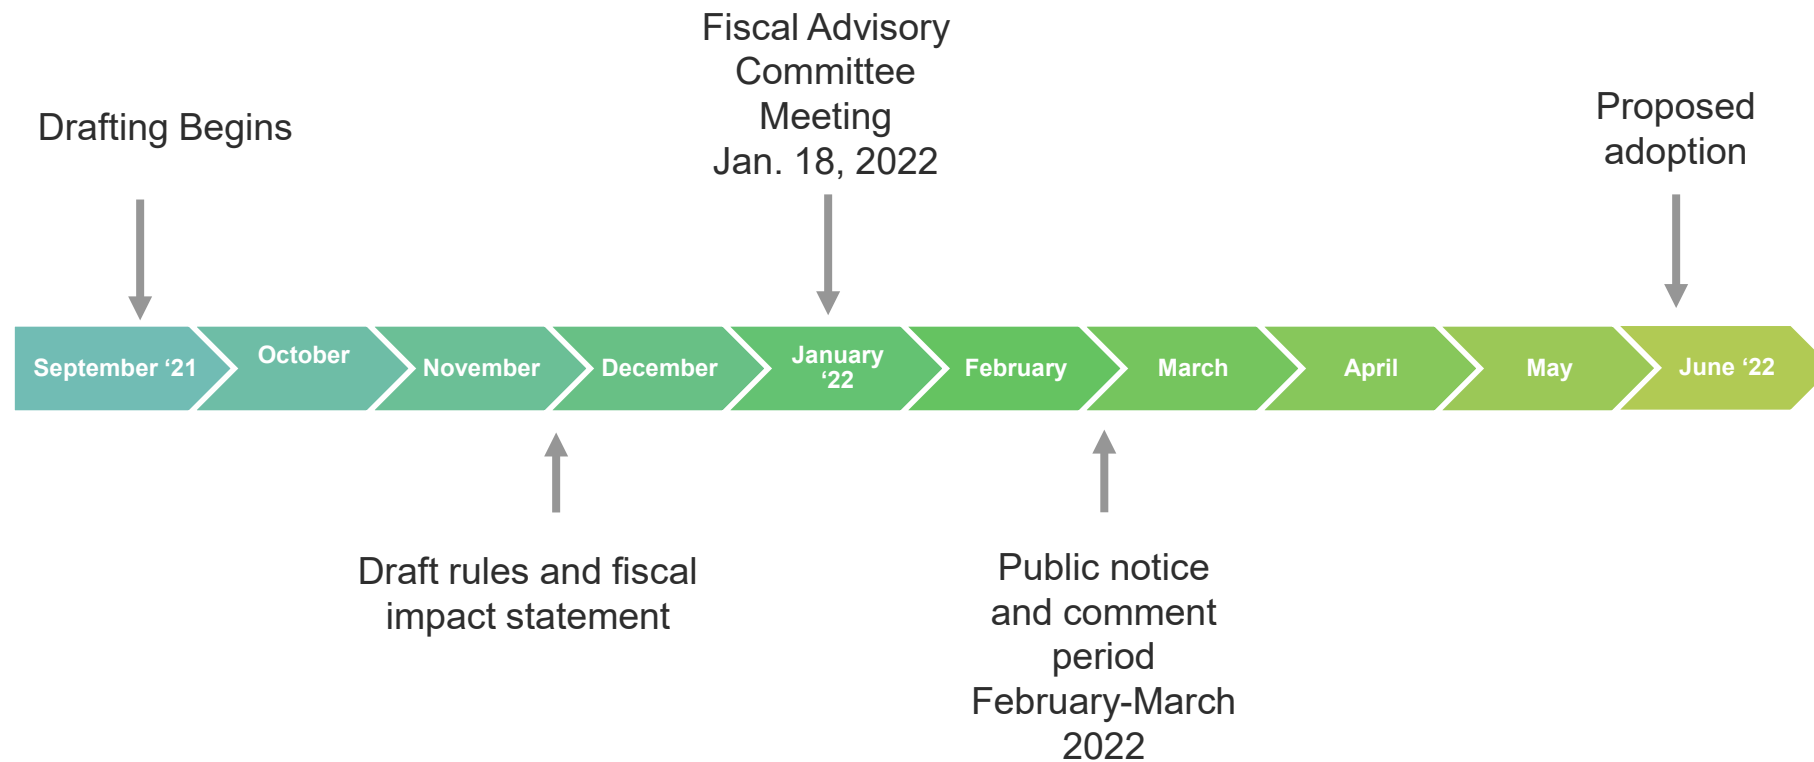 Drafting Begins
Fiscal Advisory
Committee
Meeting
Jan. 18, 2022
Proposed
adoption
September ‘21
October
November
December
January
‘22
February
March
April
May
June ‘22
Draft rules and fiscal
impact statement
Public notice
and comment
period
February-March
2022